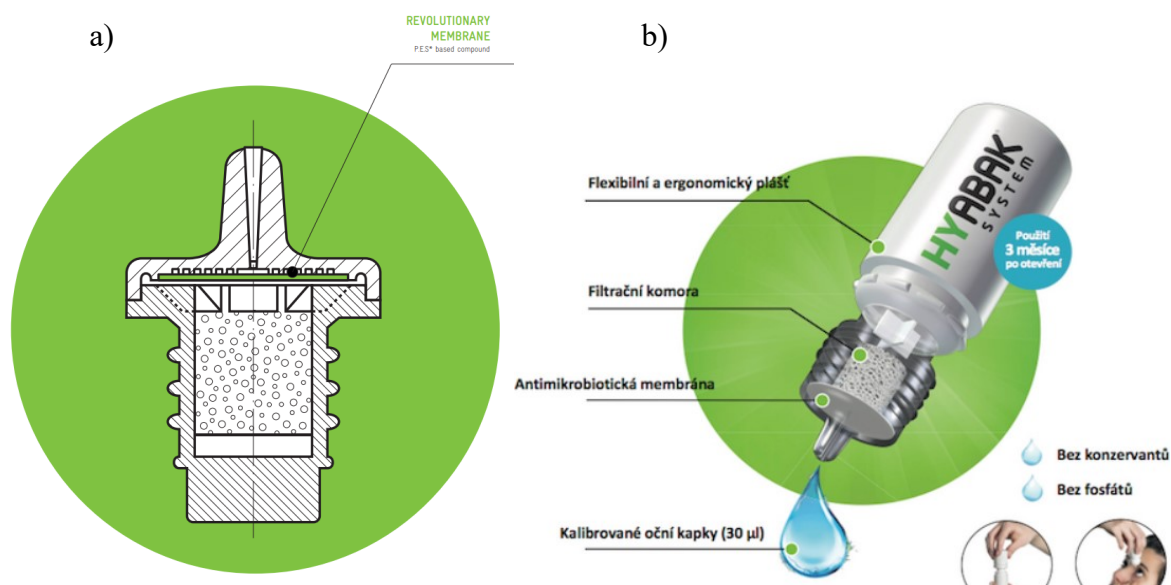 a)
REVOLUTIONARY
MEMBRANE
P.E.S* based compound
b)
Flexibilní a ergonomický plášť
HYABAK
SYSTEM
Použití
3 měsíce
po otevření
Filtrační komora
Antimikrobiotická membrána
Bez konzervantů
Bez fosfátů
Kalibrované oční kapky (30 µl)